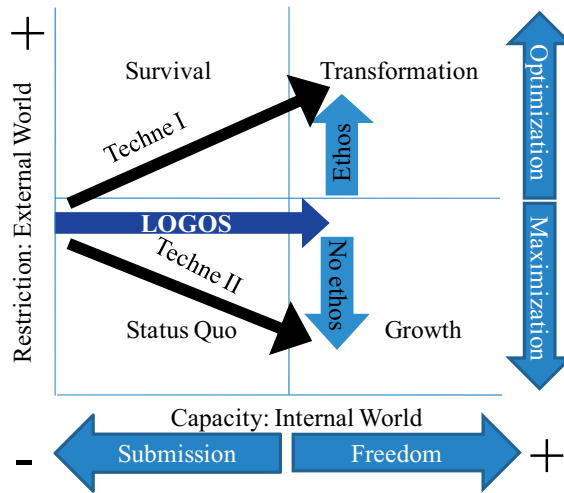 +
Survival
Transformation
Optimization
Restriction: External World
Techne I
Ethos
LOGOS
Techne II
No ethos
Maximization
Status Quo
Growth
Capacity: Internal World
-
Submission
Freedom
+